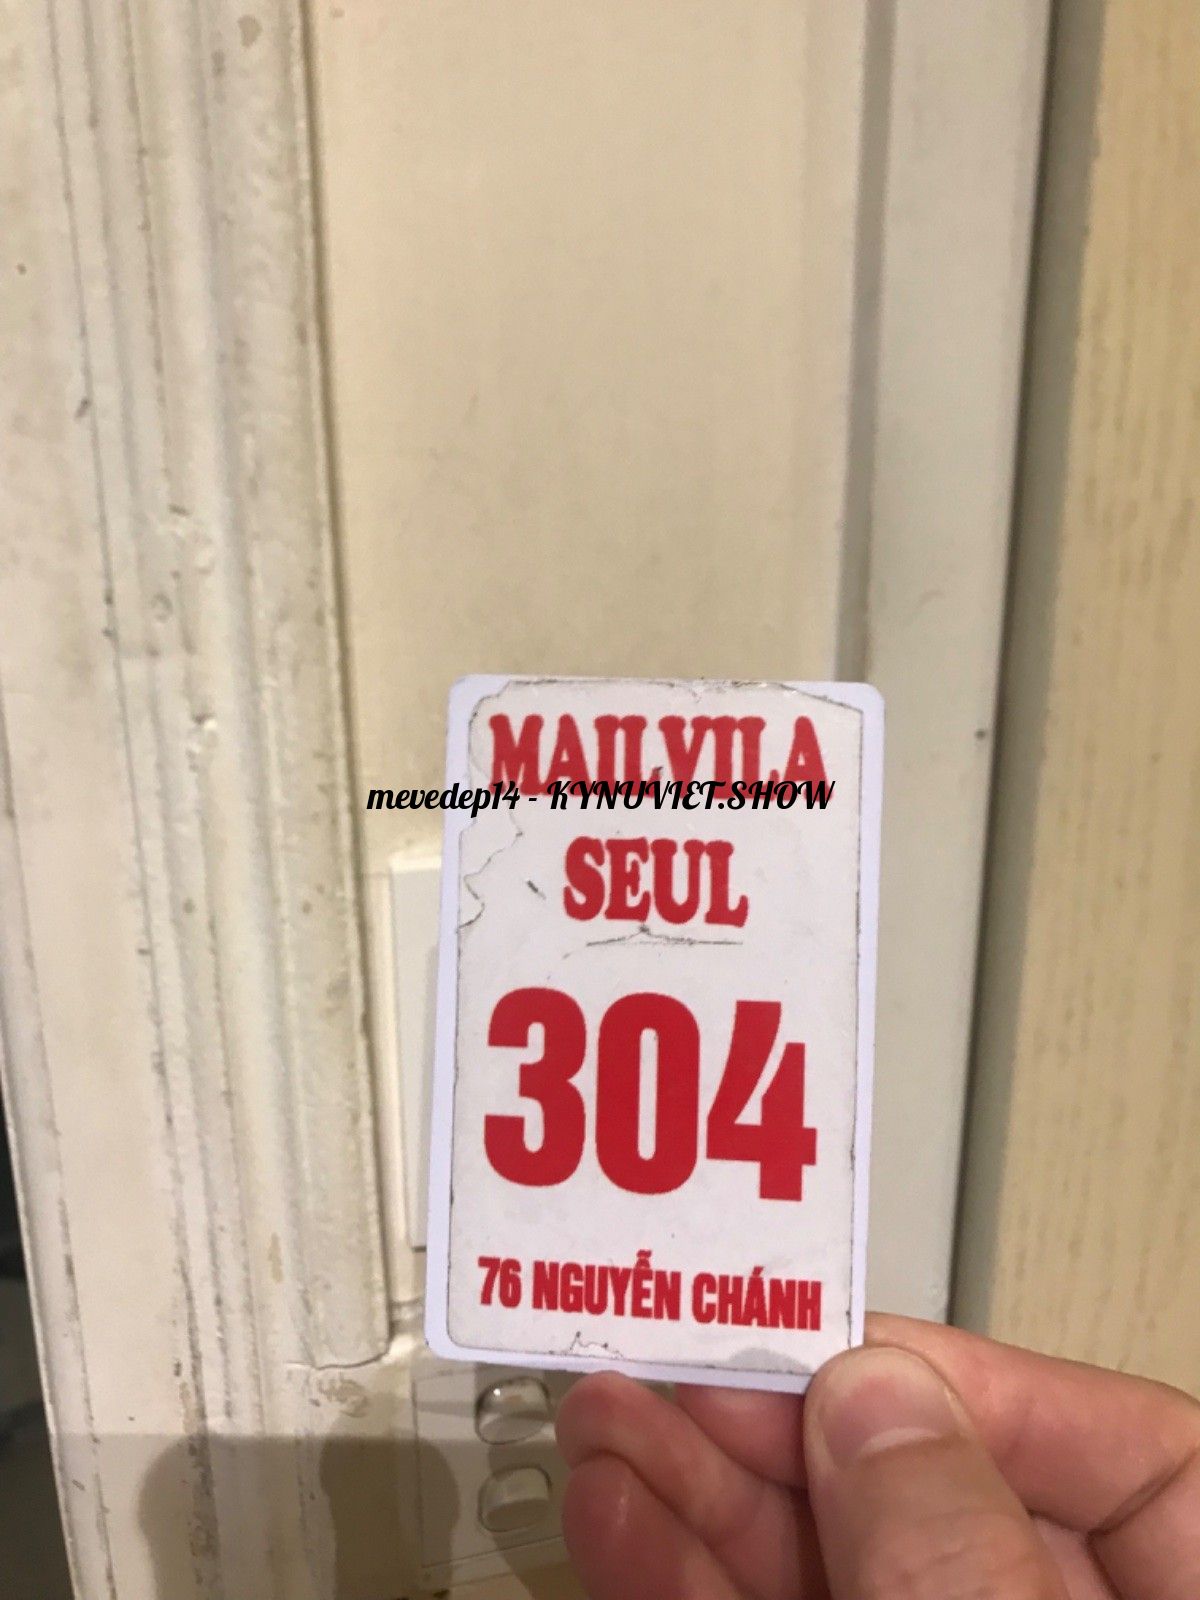 MAILVILA
mevedep14 - KYNUVIET.SHOW
SEUL
304
76 NGUYỄN CHÁNH